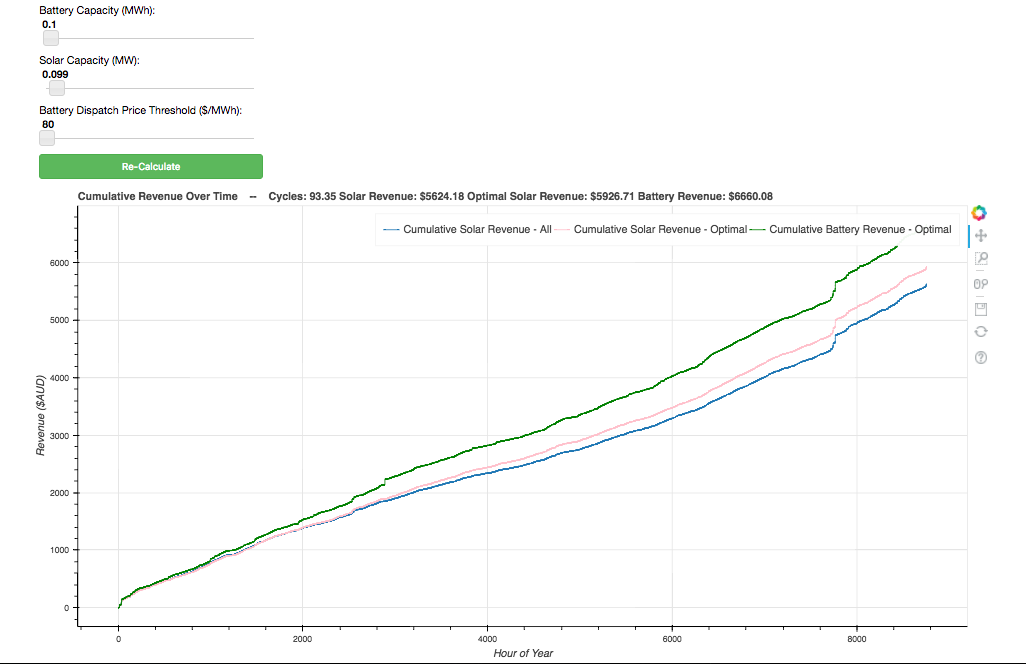 Battery Capacity (MWh):
0.1
Solar Capacity (MW):
0.099
Battery Dispatch Price Threshold ($/MWh):
80
Re-Calculate
Cumulative Revenue Over Time -- Cycles: 93.35 Solar Revenue: $5624.18 Optimal Solar Revenue: $5926.71 Battery Revenue: $6660.08
Cumulative Solar Revenue - All Cumulative Solar Revenue - Optimal Cumulative Battery Revenue - Optimal
6000
5000
4000
3000
2000
1000
0
Revenue ($AUD)
0 2000 4000 6000 8000
Hour of Year